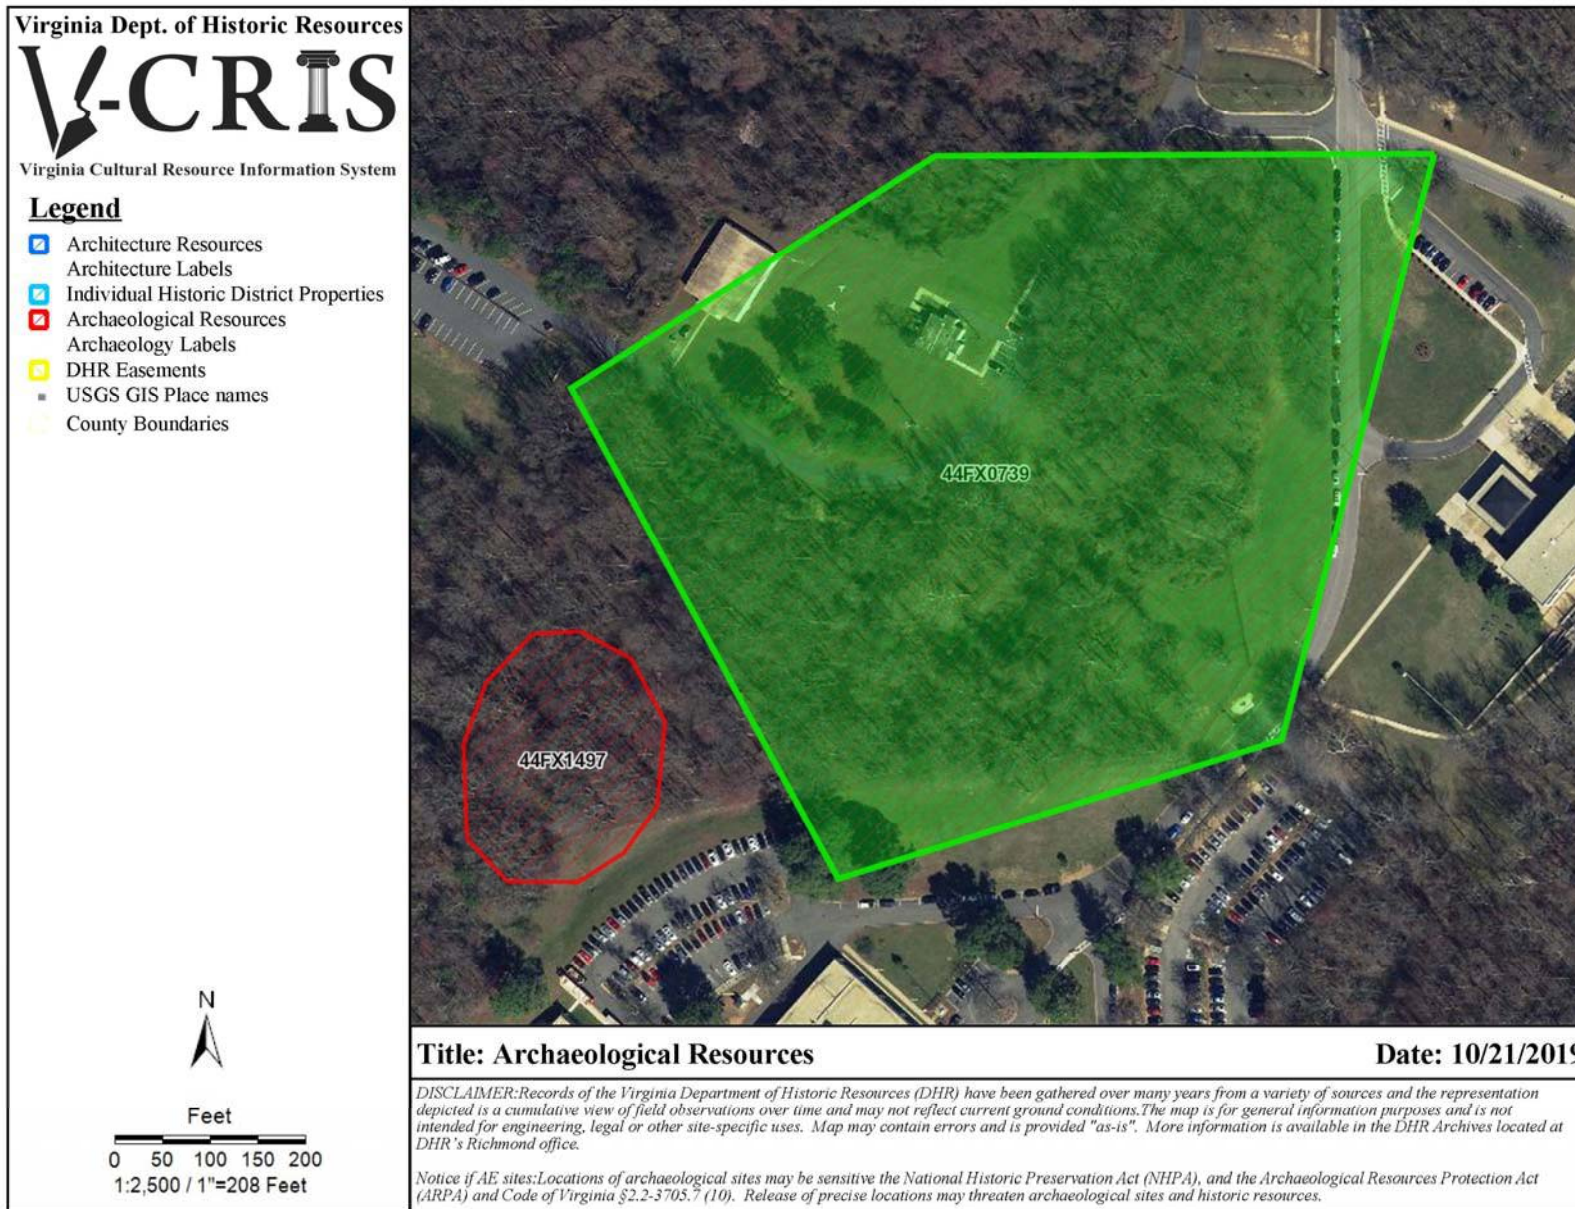 Virginia Dept. of Historic Resources
V-CRIS
Virginia Cultural Resource Information System
Legend
Architecture Resources
Architecture Labels
Individual Historic District Properties
Archaeological Resources
Archaeology Labels
DHR Easements
USGS GIS Place names
County Boundaries
N
Feet
0 50 100 150 200
1:2,500 / 1"=208 Feet
44FX0739
44FX1497
Title: Archaeological Resources
Date: 10/21/2019
DISCLAIMER:Records of the Virginia Department of Historic Resources (DHR) have been gathered over many years from a variety of sources and the representation
depicted is a cumulative view of field observations over time and may not reflect current ground conditions.The map is for general information purposes and is not
intended for engineering, legal or other site-specific uses. Map may contain errors and is provided "as-is". More information is available in the DHR Archives located at
DHR's Richmond office.
Notice if AE sites:Locations of archaeological sites may be sensitive the National Historic Preservation Act (NHPA), and the Archaeological Resources Protection Act
(ARPA) and Code of Virginia §2.2-3705.7 (10). Release of precise locations may threaten archaeological sites and historic resources.